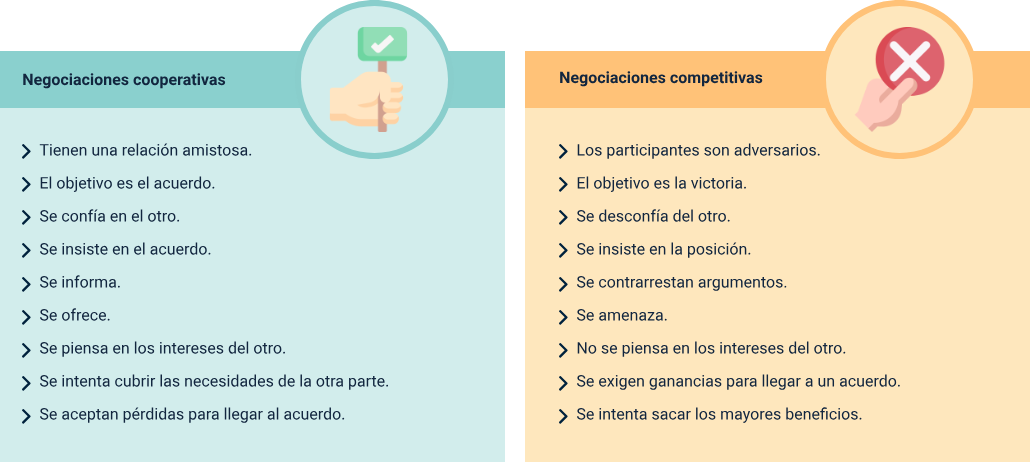 Negociaciones cooperativas
Tienen una relación amistosa.
El objetivo es el acuerdo.
Se confía en el otro.
Se insiste en el acuerdo.
Se informa.
Se ofrece.
Se piensa en los intereses del otro.
Se intenta cubrir las necesidades de la otra parte.
Se aceptan pérdidas para llegar al acuerdo.
Negociaciones competitivas
Los participantes son adversarios.
El objetivo es la victoria.
Se desconfía del otro.
Se insiste en la posición.
Se contrarrestan argumentos.
Se amenaza.
No se piensa en los intereses del otro.
Se exigen ganancias para llegar a un acuerdo.
Se intenta sacar los mayores beneficios.